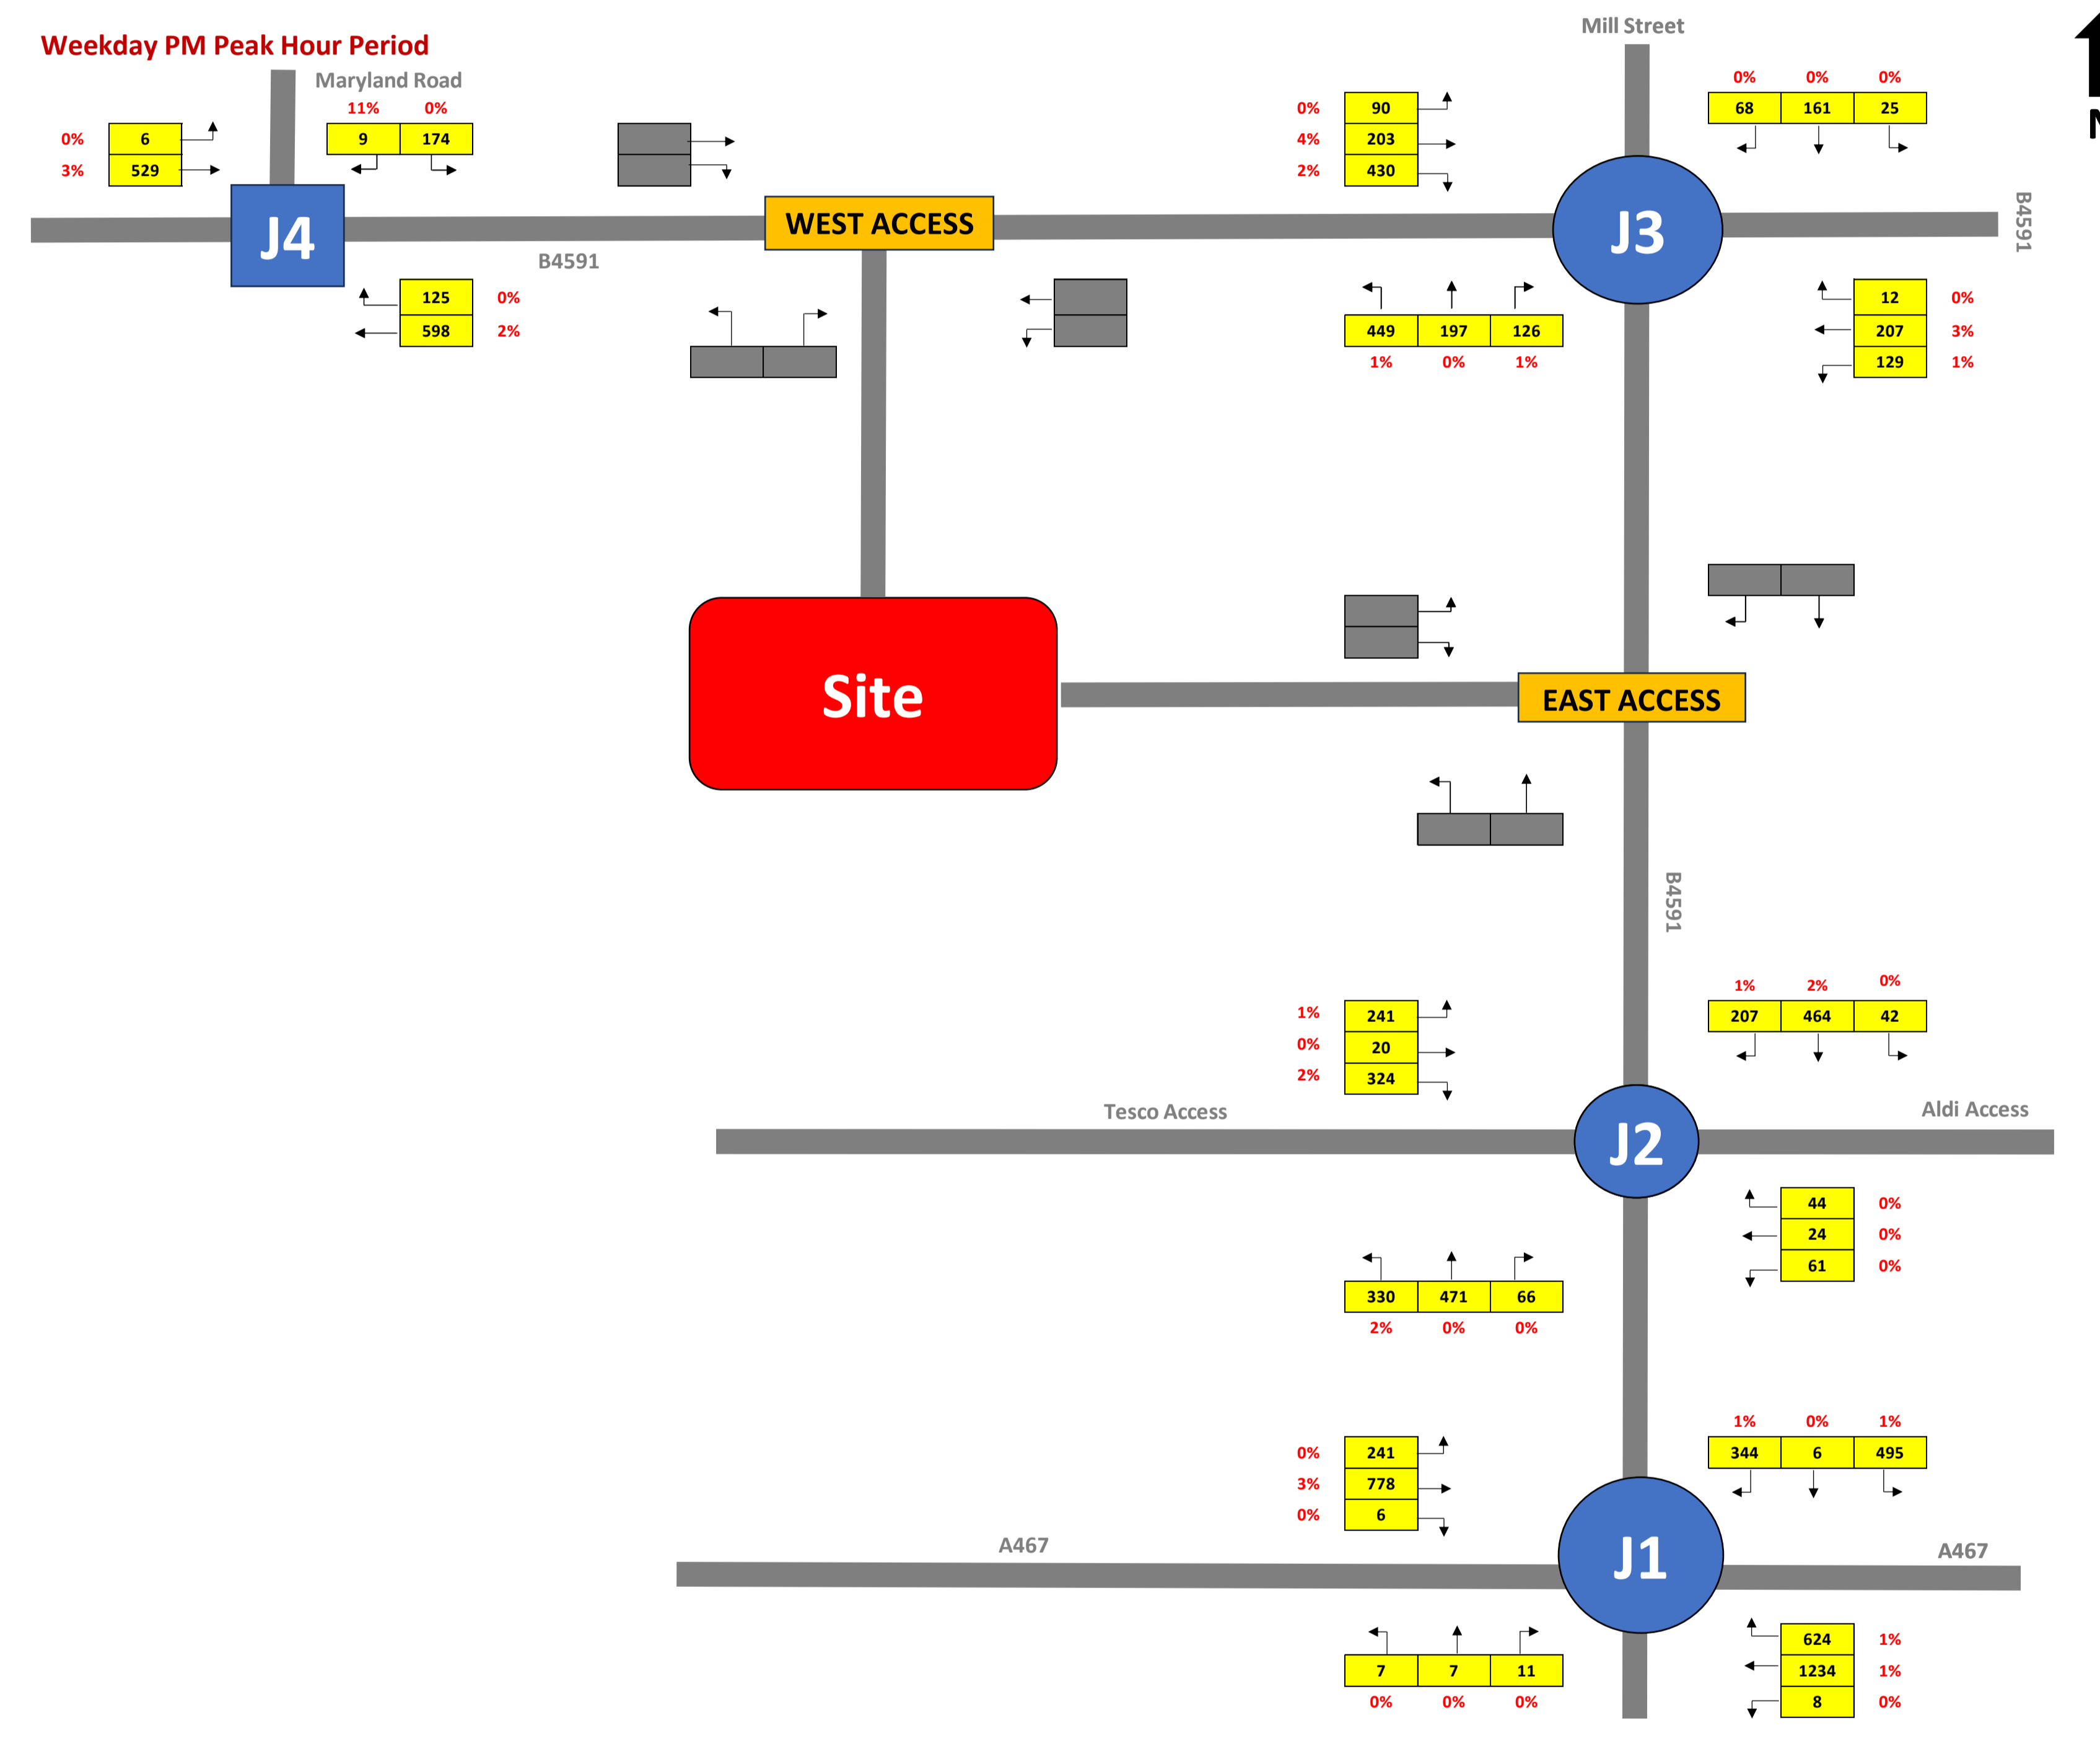 Mill Street
Weekday PM Peak Hour Period
Maryland Road
0% 0% 0%
68 161 25
11% 0%
9 174
0% 6
3% 529
0% 90
4% 203
2% 430
J4
WEST ACCESS
J3
B4591
B4591
125 0%
598 2%
449 197 126
1% 0% 1%
12 0%
207 3%
129 1%
Site
EAST ACCESS
B4591
1% 2% 0%
207 464 42
1% 241
0% 20
2% 324
Tesco Access
Aldi Access
J2
44 0%
24 0%
61 0%
330 471 66
2% 0% 0%
1% 0% 1%
344 6 495
0% 241
3% 778
0% 6
A467
A467
J1
7 7 11
0% 0% 0%
624 1%
1234 1%
8 0%